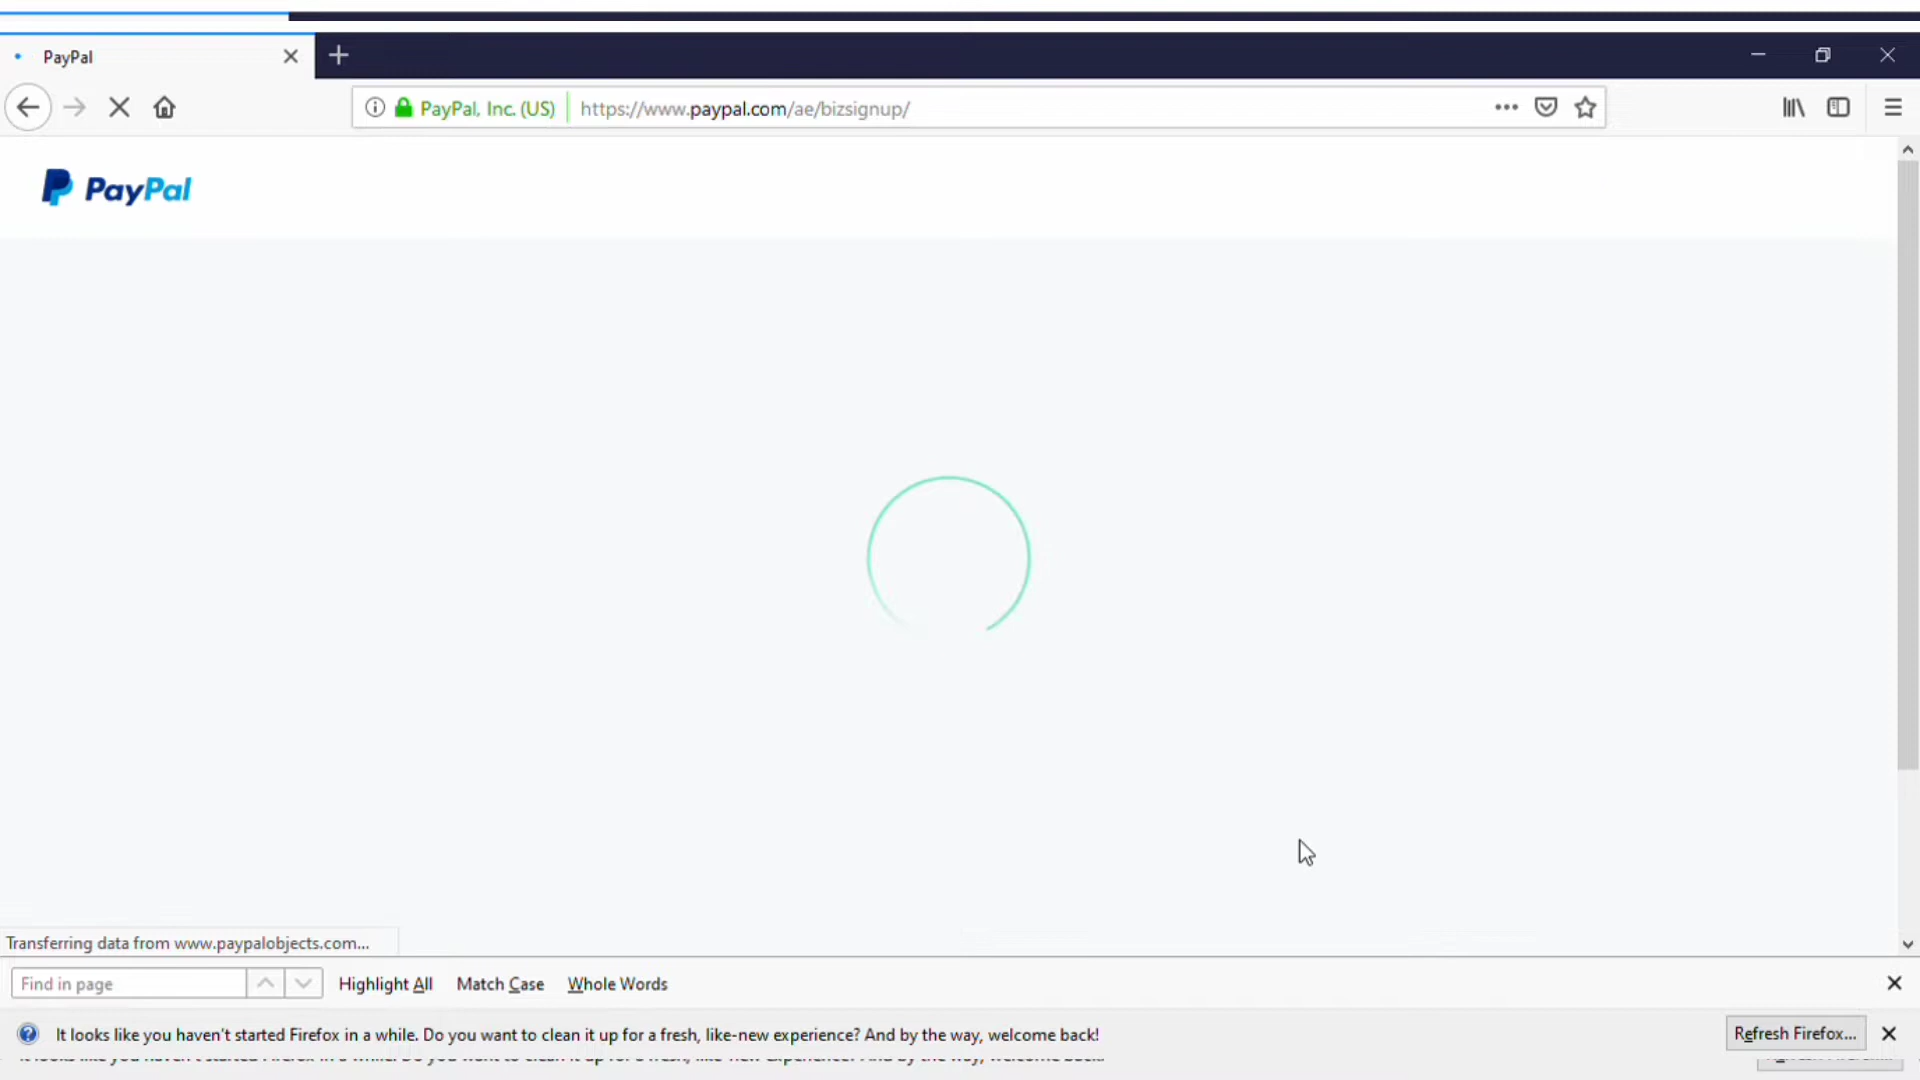 PayPal
PayPal, Inc. (US) https://www.paypal.com/ae/bizsignup/
PayPal
Transferring data from www.paypalobjects.com...
Find in page Highlight All Match Case Whole Words
It looks like you haven't started Firefox in a while. Do you want to clean it up for a fresh, like-new experience? And by the way, welcome back! Refresh Firefox...